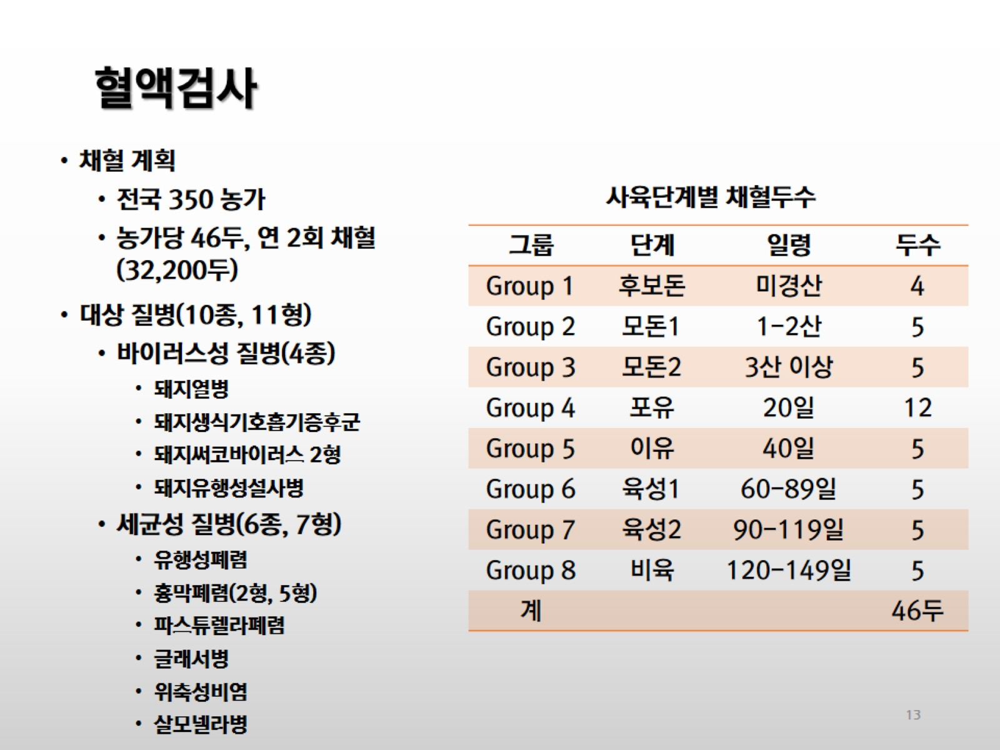 혈액검사
• 채혈 계획
• 전국 350 농가
• 농가당 46두, 연 2회 채혈
(32,200두)
• 대상 질병(10종, 11형)
• 바이러스성 질병(4종)
• 돼지열병
• 돼지생식기호흡기증후군
• 돼지써코바이러스 2형
• 돼지유행성설사병
• 세균성 질병(6종, 7형)
• 유행성폐렴
• 흉막폐렴(2형, 5형)
• 파스튜렐라폐렴
• 글래서병
• 위축성비염
• 살모넬라병
사육단계별 채혈두수
그룹 단계 일령 두수
Group 1 후보돈 미경산 4
Group 2 모돈1 1-2산 5
Group 3 모돈2 3산 이상 5
Group 4 포유 20일 12
Group 5 이유 40일 5
Group 6 육성1 60-89일 5
Group 7 육성2 90-119일 5
Group 8 비육 120-149일 5
계 46두
13